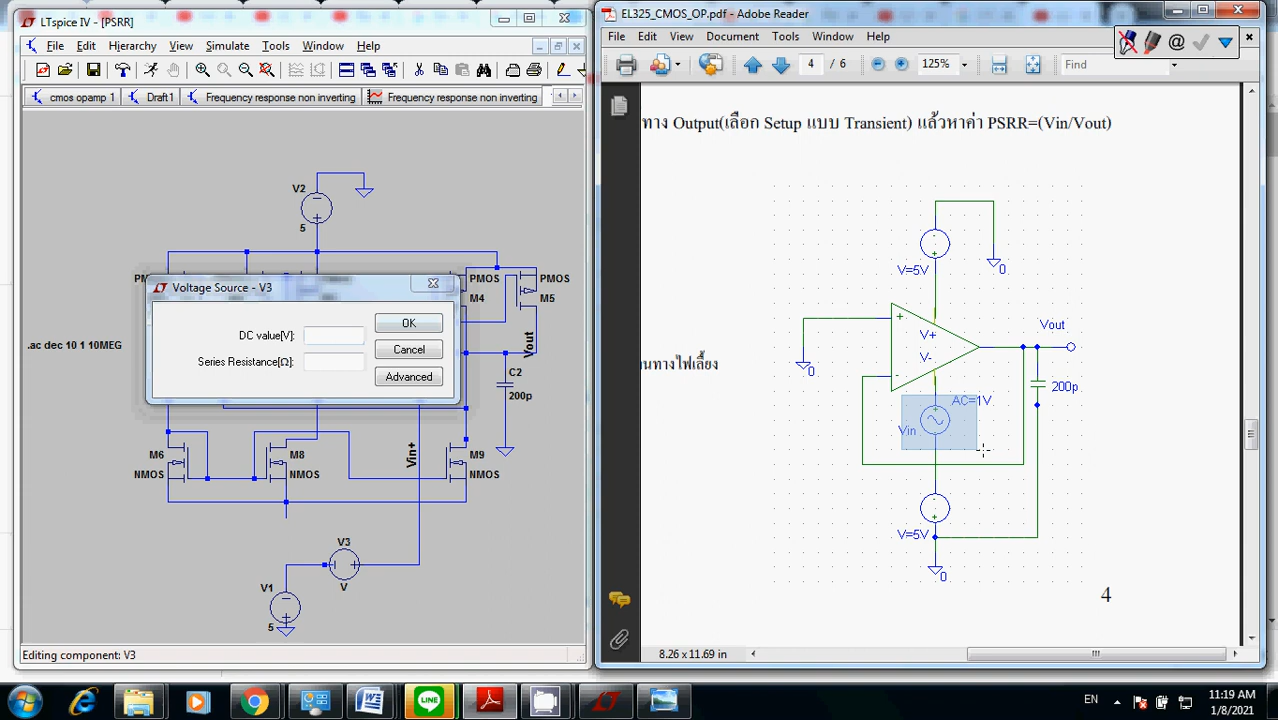 LTspice IV - [PSRR]
File Edit Hierarchy View Simulate Tools Window Help
cmos opamp 1 Draft1 Frequency response non inverting Frequency response non inverting
V2
5
PMOS
M4
PMOS
M5
Voltage Source - V3
DC value[V]:
Series Resistance[Ω]:
OK
Cancel
Advanced
.ac dec 10 1 10MEG
Vout
C2
200p
M6
NMOS
M8
NMOS
Vin+
M9
NMOS
V3
V
V1
5
Editing component: V3
EL325_CMOS_OP.pdf - Adobe Reader
File Edit View Document Tools Window Help
4 / 6 125% Find
ทาง Output(เลือก Setup แบบ Transient) แล้วหาค่า PSRR=(Vin/Vout)
V=5V
0
V+
V-
Vout
0
นทางไฟเลี้ยง
200p
AC=1V
Vin
V=5V
0
4
8.26 x 11.69 in
EN
11:19 AM
1/8/2021
LINE